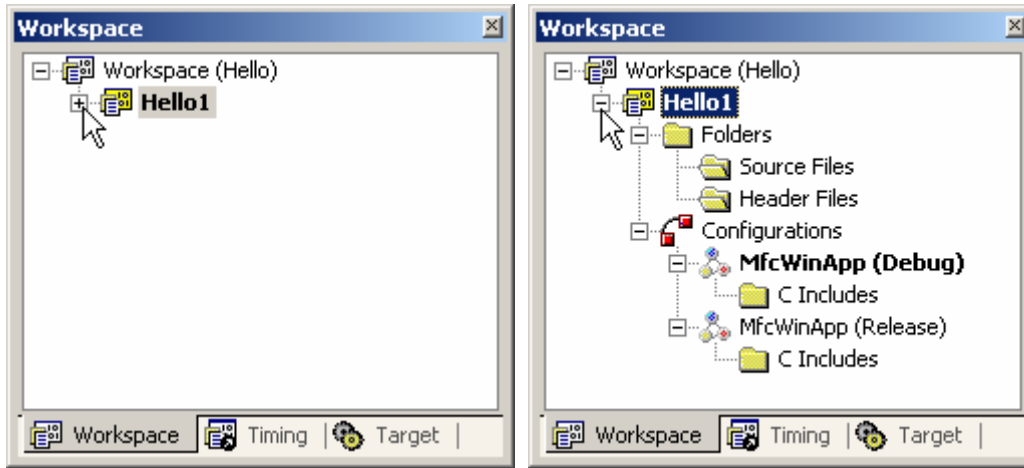 Workspace
Workspace (Hello)
Hello1
Workspace
Timing
Target
Workspace
Workspace (Hello)
Hello1
Folders
Source Files
Header Files
Configurations
MfcWinApp (Debug)
C Includes
MfcWinApp (Release)
C Includes
Workspace
Timing
Target